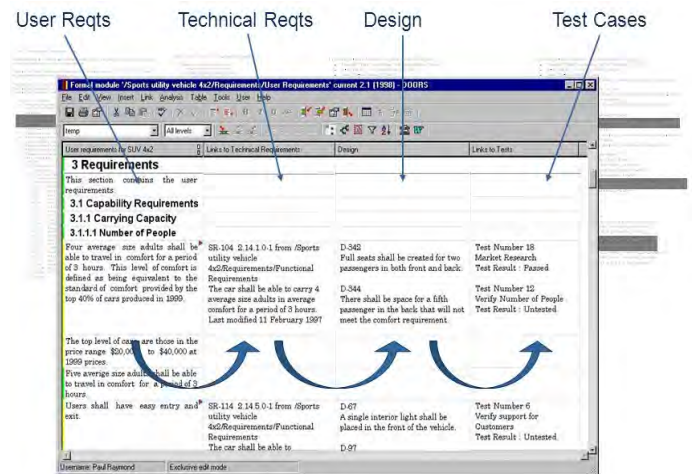 User Reqts
Technical Reqts
Design
Test Cases
Formal module '/Sports utility vehicle 4x2/Requirements/User Requirements' current 2.1 (1998) - DOORS
File Edit View Insert Link Analysis Table Tools User Help
temp
All levels
User requirements for SUV 4x2
Links to Technical Requirements
Design
Links to Tests
3 Requirements
This section contains the user
requirements.
3.1 Capability Requirements
3.1.1 Carrying Capacity
3.1.1.1 Number of People
Four average size adults shall be
able to travel in comfort for a period
of 3 hours. This level of comfort is
defined as being equivalent to the
standard of comfort provided by the
top 40% of cars produced in 1999.
SR-104 2.14.1.0-1 from /Sports
utility vehicle
4x2/Requirements/Functional
Requirements
The car shall be able to carry 4
average size adults in average
comfort for a period of 3 hours.
Last modified 11 February 1997
D-342
Full seats shall be created for two
passengers in both front and back.
D-344
There shall be space for a fifth
passenger in the back that will not
meet the comfort requirement
Test Number 18
Market Research
Test Result : Passed
Test Number 12
Verify Number of People
Test Result : Untested
The top level of cars are those in the
price range $20,000 to $40,000 at
1999 prices.
Five averige size adults shall be able
to travel in comfort for a period of 3
hours.
Users shall have easy entry and
exit.
SR-114 2.14.5.0-1 from /Sports
utility vehicle
4x2/Requirements/Functional
Requirements
The car shall be able to
D-67
A single interior light shall be
placed in the front of the vehicle.
D-97
Test Number 6
Verify support for
Customers
Test Result : Untested
Username: Paul Raymond
Exclusive edit mode